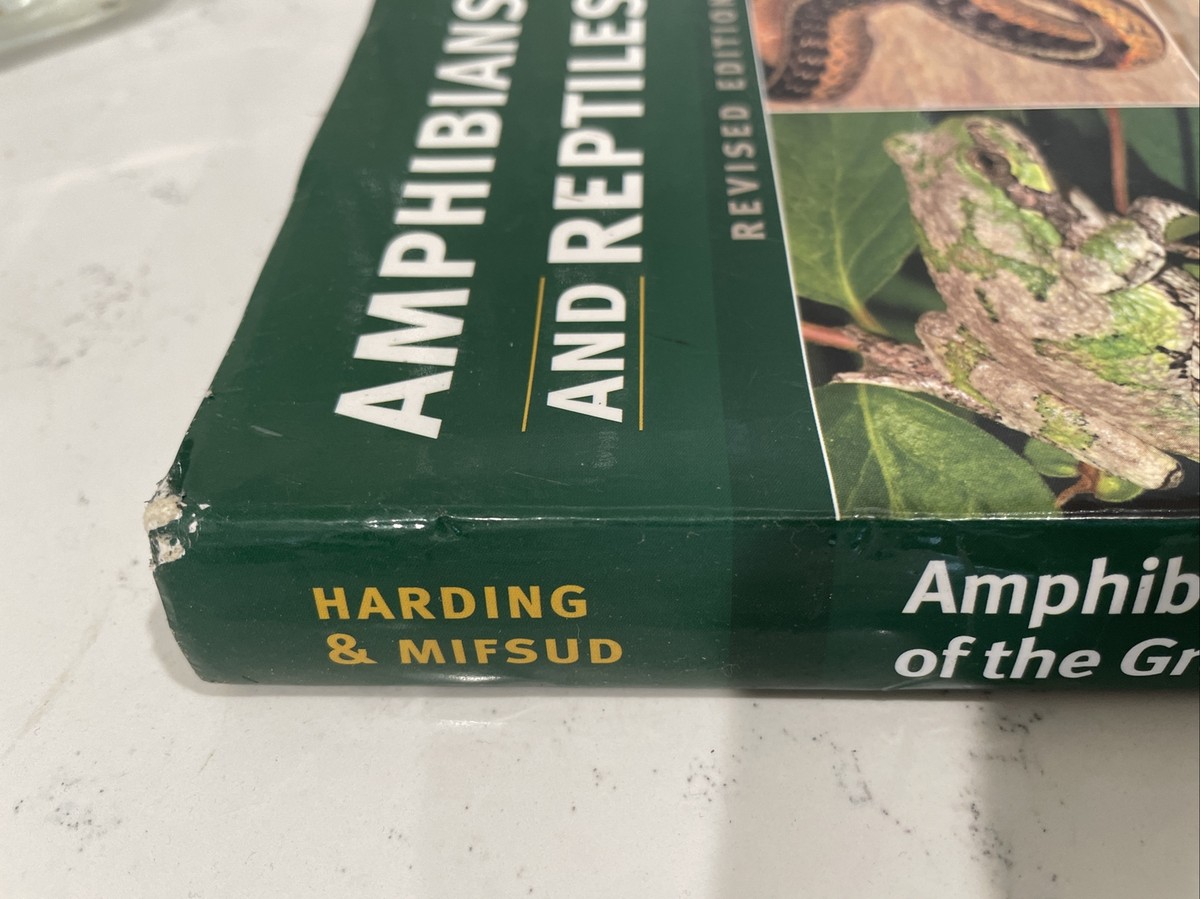 AMPHIBIANS
AND REPTILES
REVISED EDITION
HARDING
& MIFSUD
Amphib
of the Gr